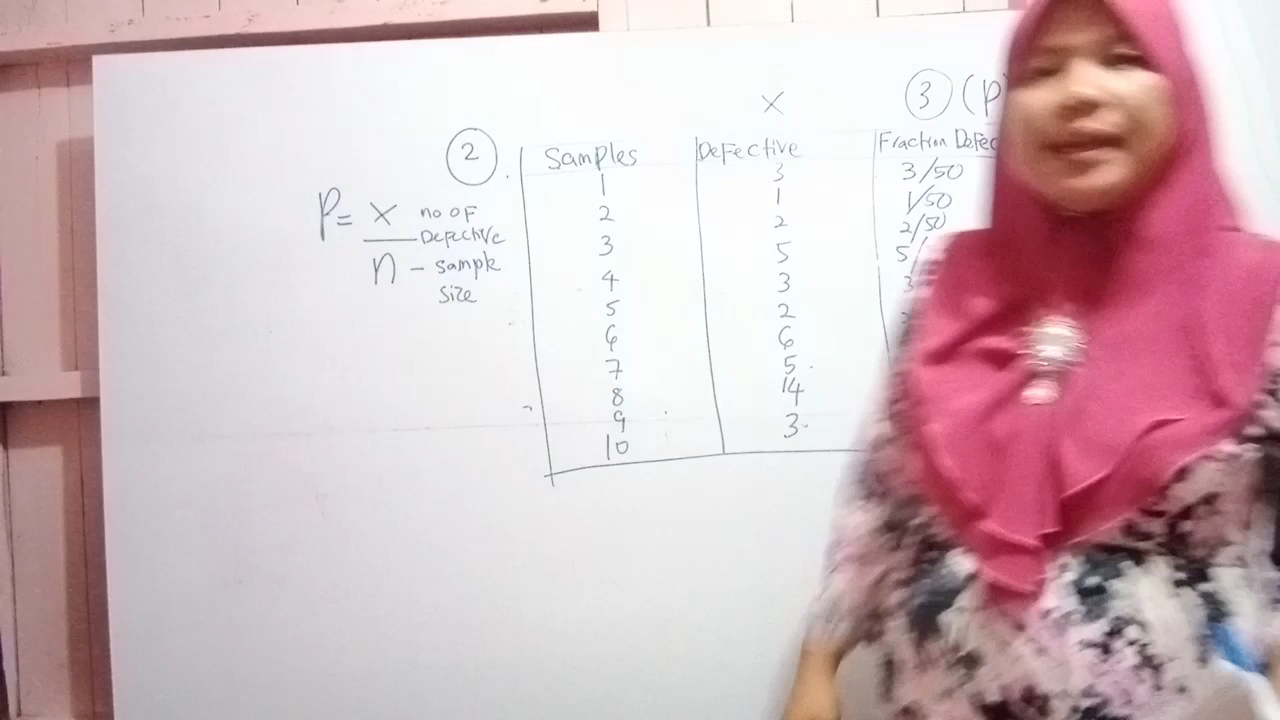 X ③ (P
② Samples Defective Fraction Defec
P= X no of Defective
n - sample size
1 3 3/50
2 1 1/50
3 2 2/50
4 5 5/
5 3 3
6 2
7 6
8 5
9 14
10 3